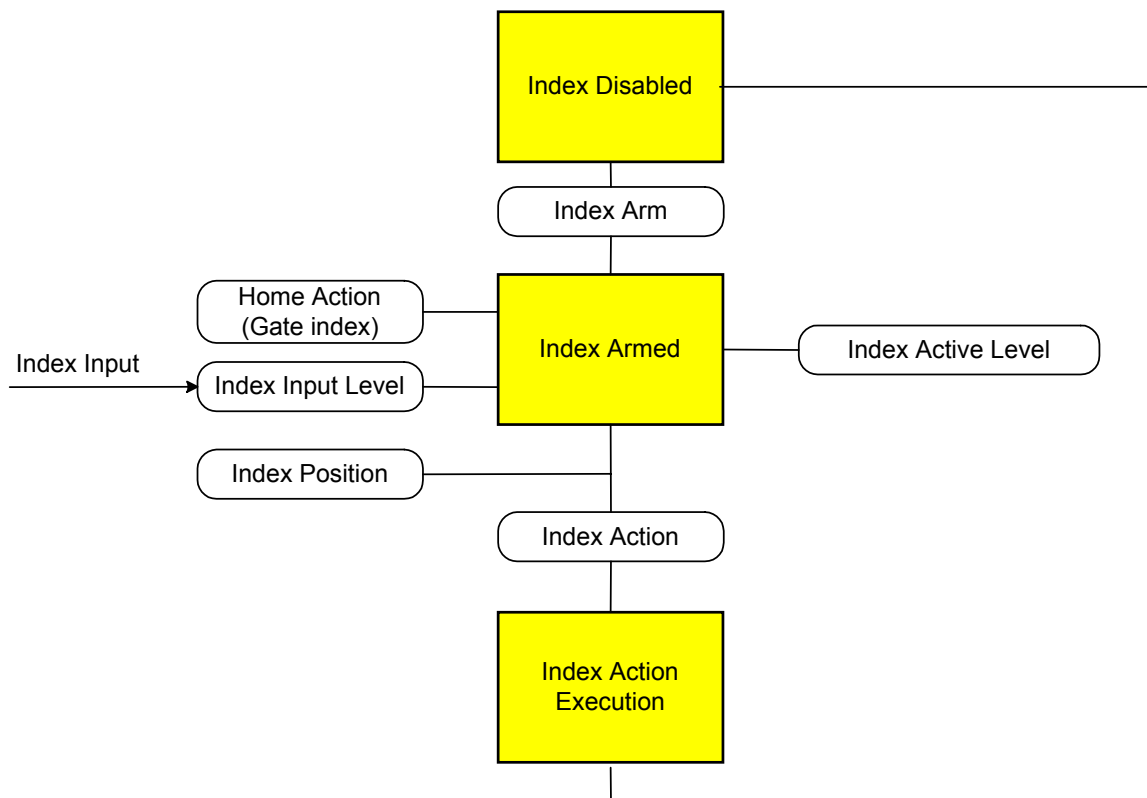 Index Disabled
Index Arm
Home Action
(Gate index)
Index Armed
Index Active Level
Index Input
Index Input Level
Index Position
Index Action
Index Action
Execution